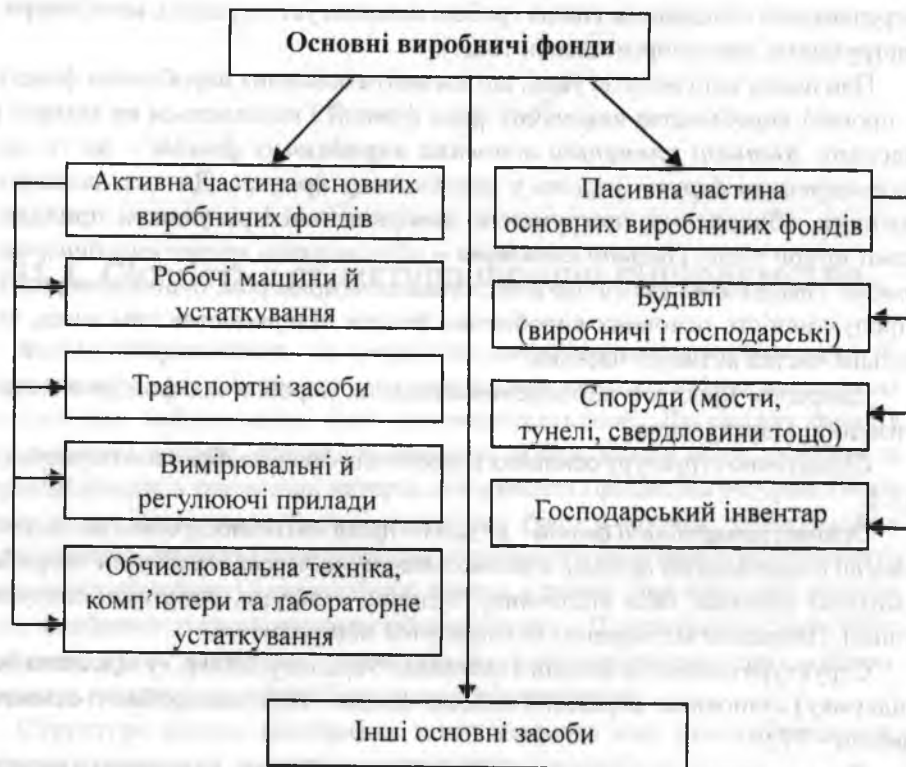 Основні виробничі фонди
Активна частина основних
виробничих фондів
Робочі машини й
устаткування
Транспортні засоби
Вимірювальні й
регулюючі прилади
Обчислювальна техніка,
комп’ютери та лабораторне
устаткування
Пасивна частина
основних виробничих фондів
Будівлі
(виробничі і господарські)
Споруди (мости,
тунелі, свердловини тощо)
Господарський інвентар
Інші основні засоби